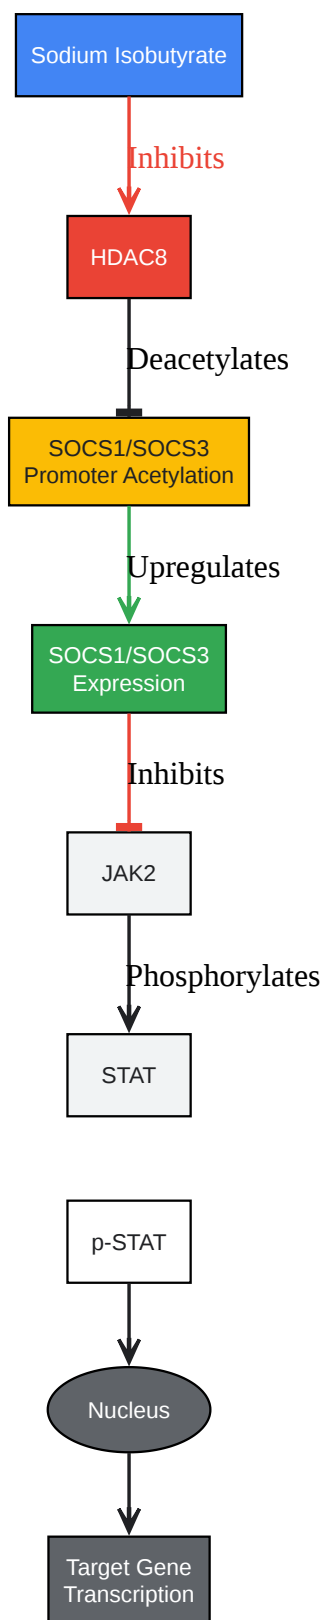 Sodium Isobutyrate
Inhibits
HDAC8
Deacetylates
SOCS1/SOCS3
Promoter Acetylation
Upregulates
SOCS1/SOCS3
Expression
Inhibits
JAK2
Phosphorylates
STAT
p-STAT
Nucleus
Target Gene
Transcription